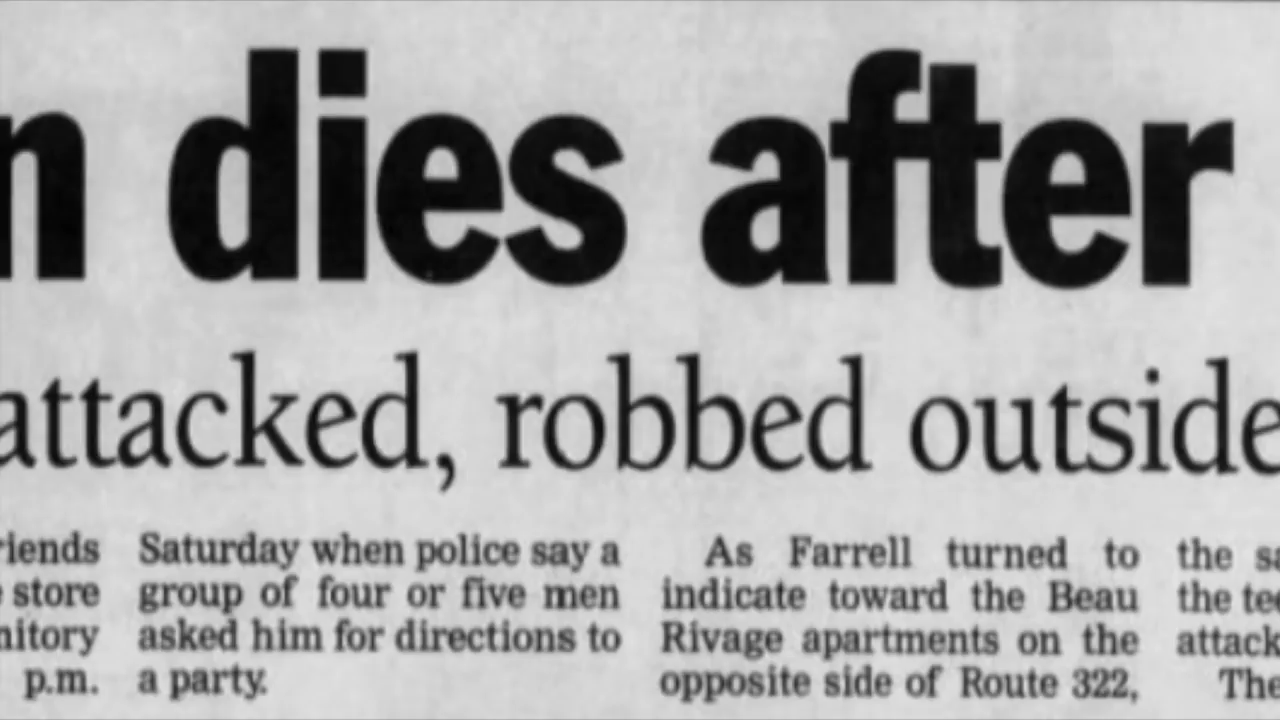 n dies after
attacked, robbed outside
riends
store
nitory
p.m.
Saturday when police say a
group of four or five men
asked him for directions to
a party.
As Farrell turned to
indicate toward the Beau
Rivage apartments on the
opposite side of Route 322,
the sa
the tee
attack
The